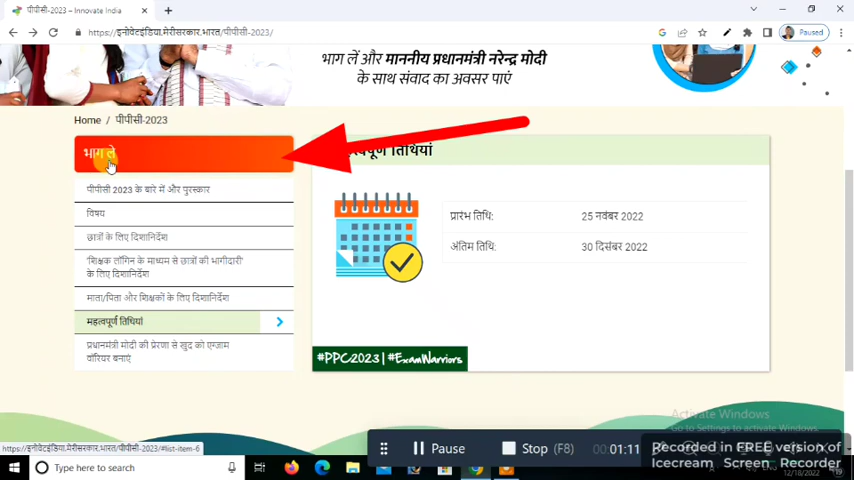 पीपीसी-2023 – Innovate India
https://इनोवेटइंडिया.मेरीसरकार.भारत/पीपीसी-2023/
Paused
भाग लें और माननीय प्रधानमंत्री नरेन्द्र मोदी
के साथ संवाद का अवसर पाएं
Home / पीपीसी-2023
भाग लें
तिथियां
पीपीसी 2023 के बारे में और पुरस्कार
विषय
छात्रों के लिए दिशानिर्देश
'शिक्षक लॉगिन के माध्यम से छात्रों की भागीदारी'
के लिए दिशानिर्देश
माता/पिता और शिक्षकों के लिए दिशानिर्देश
महत्वपूर्ण तिथियां
प्रधानमंत्री मोदी की प्रेरणा से खुद को एग्जाम
वॉरियर बनाएं
प्रारंभ तिथि: 25 नवंबर 2022
अंतिम तिथि: 30 दिसंबर 2022
#PPC2023 | #ExamWarriors
Activate Windows
Go to Settings to activate Windows.
https://इनोवेटइंडिया.मेरीसरकार.भारत/पीपीसी-2023/#list-item-6
Pause
Stop (F8)
00:01:11
Recorded in FREE version of
Icecream Screen Recorder
Type here to search
12/18/2022